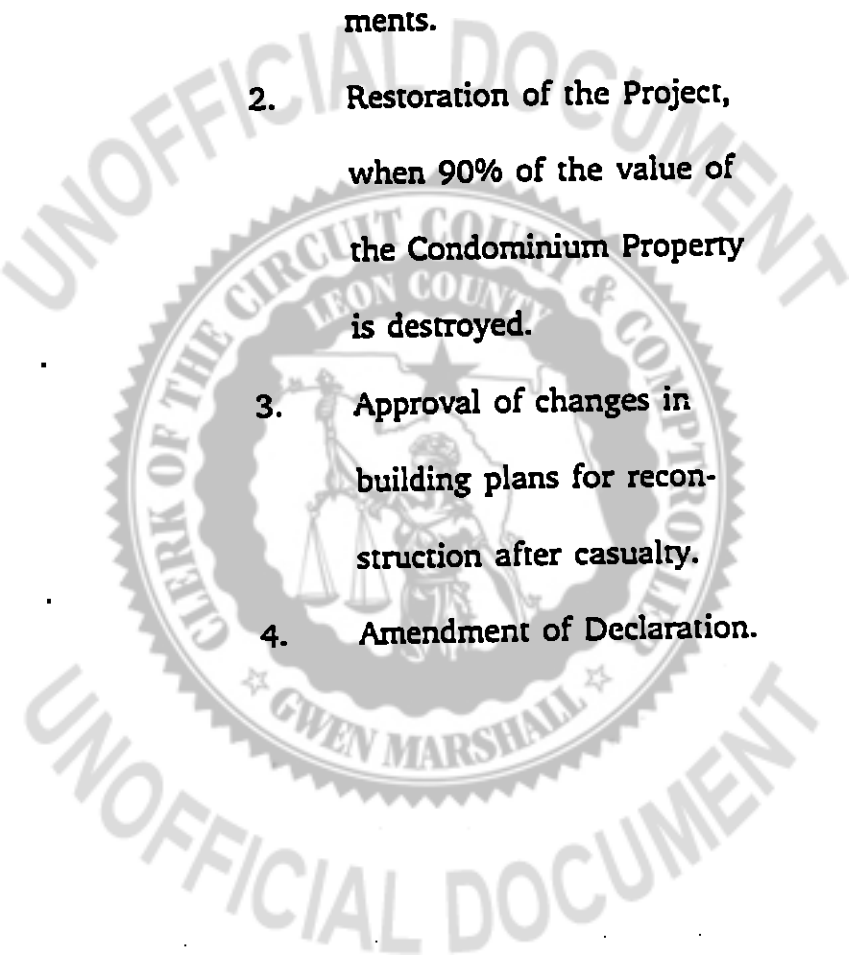 ments.
2. Restoration of the Project,
when 90% of the value of
the Condominium Property
is destroyed.
3. Approval of changes in
building plans for recon-
struction after casualty.
4. Amendment of Declaration.
UNOFFICIAL DOCUMENT
CLERK OF THE CIRCUIT COURT & COMPTROLLER
LEON COUNTY
GWEN MARSHALL
UNOFFICIAL DOCUMENT